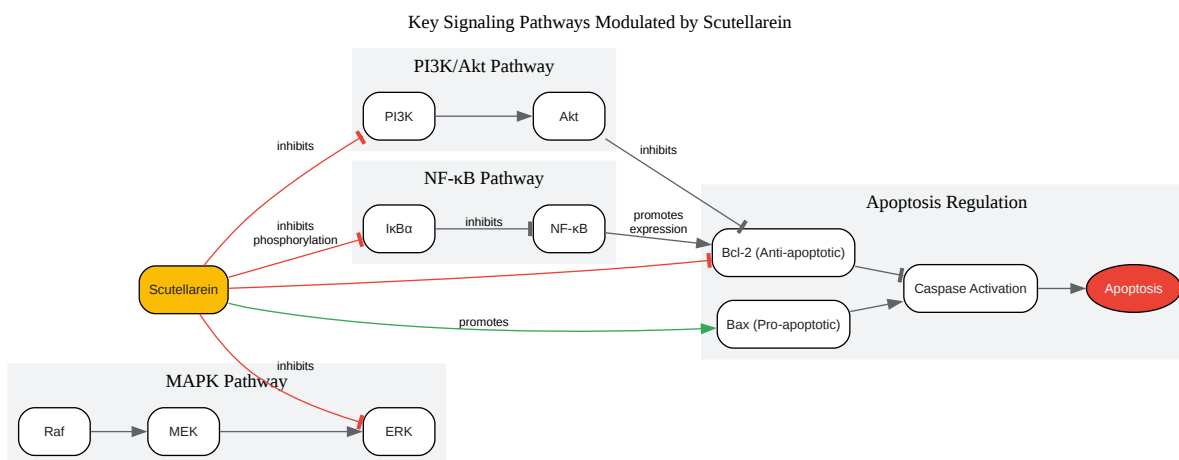 Key Signaling Pathways Modulated by Scutellarein
PI3K/Akt Pathway
PI3K
Akt
inhibits
inhibits
NF-κB Pathway
IκBα
inhibits
NF-κB
inhibits
phosphorylation
promotes
expression
Apoptosis Regulation
Bcl-2 (Anti-apoptotic)
Caspase Activation
Apoptosis
Bax (Pro-apoptotic)
Scutellarein
promotes
inhibits
MAPK Pathway
Raf
MEK
ERK